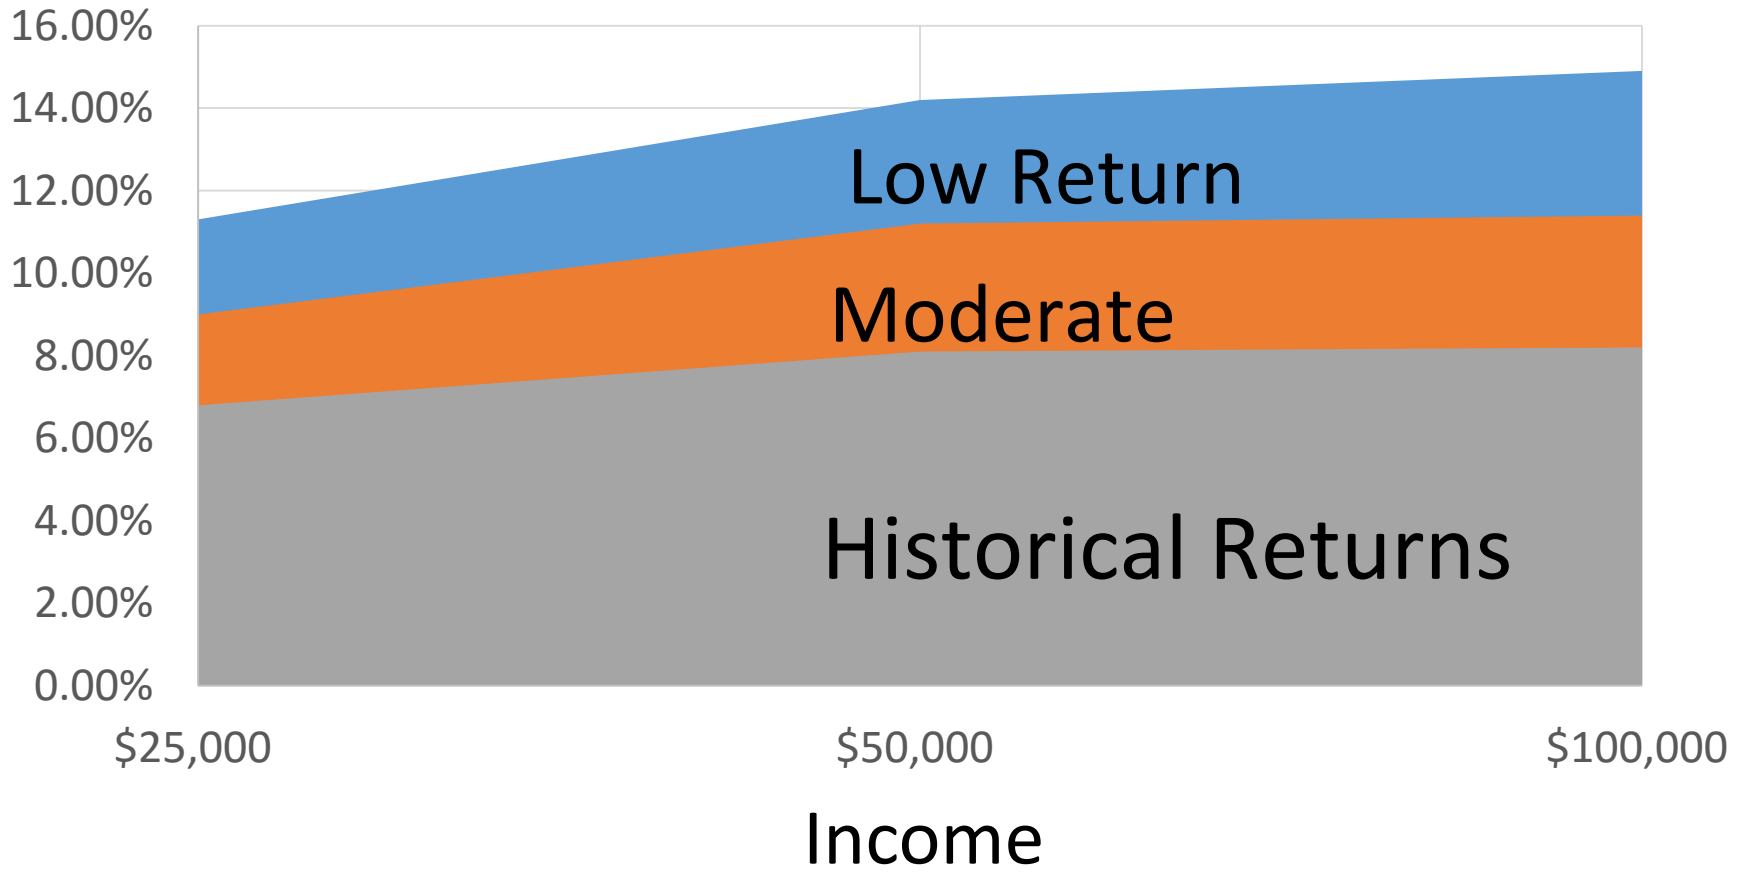 16.00%
14.00%
12.00%
10.00%
8.00%
6.00%
4.00%
2.00%
0.00%
Low Return
Moderate
Historical Returns
$25,000 $50,000 $100,000
Income